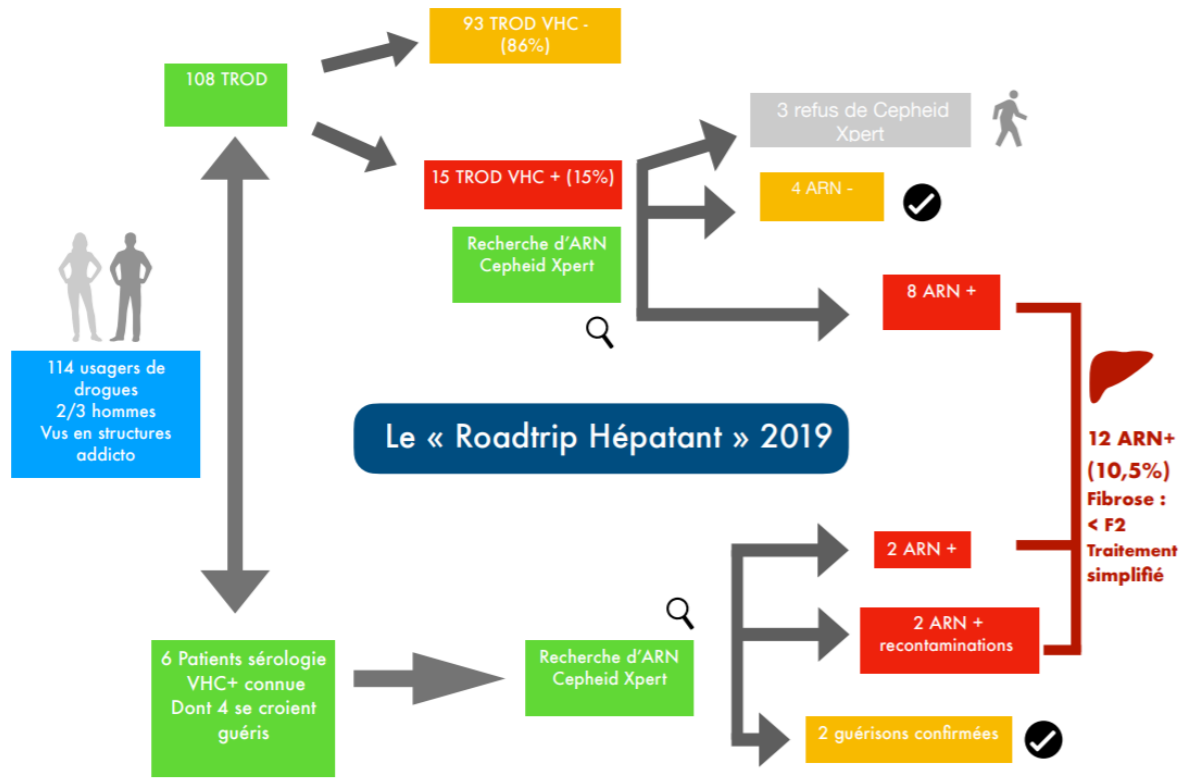 93 TROD VHC -
(86%)
108 TROD
3 refus de Cepheid
Xpert
15 TROD VHC + (15%)
4 ARN -
Recherche d'ARN
Cepheid Xpert
8 ARN +
114 usagers de
drogues
2/3 hommes
Vus en structures
addicto
Le « Roadtrip Hépatant » 2019
12 ARN+
(10,5%)
Fibrose :
< F2
Traitement
simplifié
2 ARN +
6 Patients sérologie
VHC+ connue
Dont 4 se croient
guéris
Recherche d'ARN
Cepheid Xpert
2 ARN +
recontaminations
2 guérisons confirmées